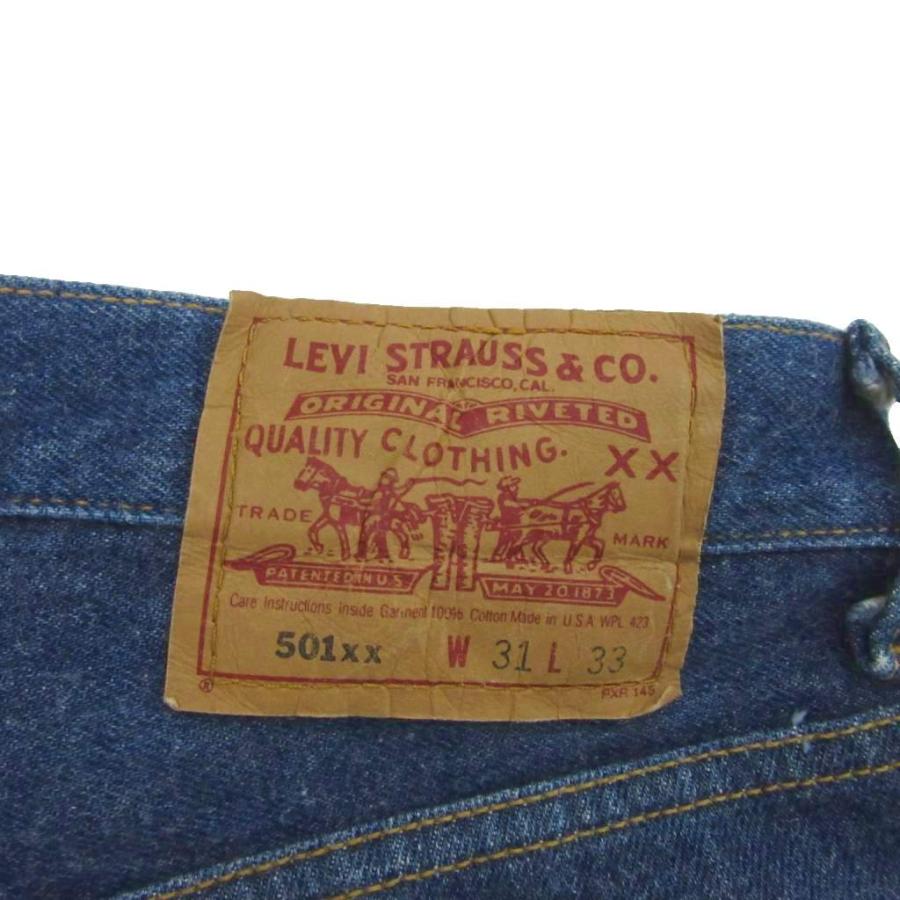 LEVI STRAUSS & CO.
SAN FRANCISCO, CAL.
ORIGINAL RIVETED
QUALITY CLOTHING.
XX
TRADE MARK
PATENTED IN U.S. MAY 20 1873
Care Instructions Inside Garment 100% Cotton Made in U.S.A WPL 423
501xx W 31 L 33
® PXR 145